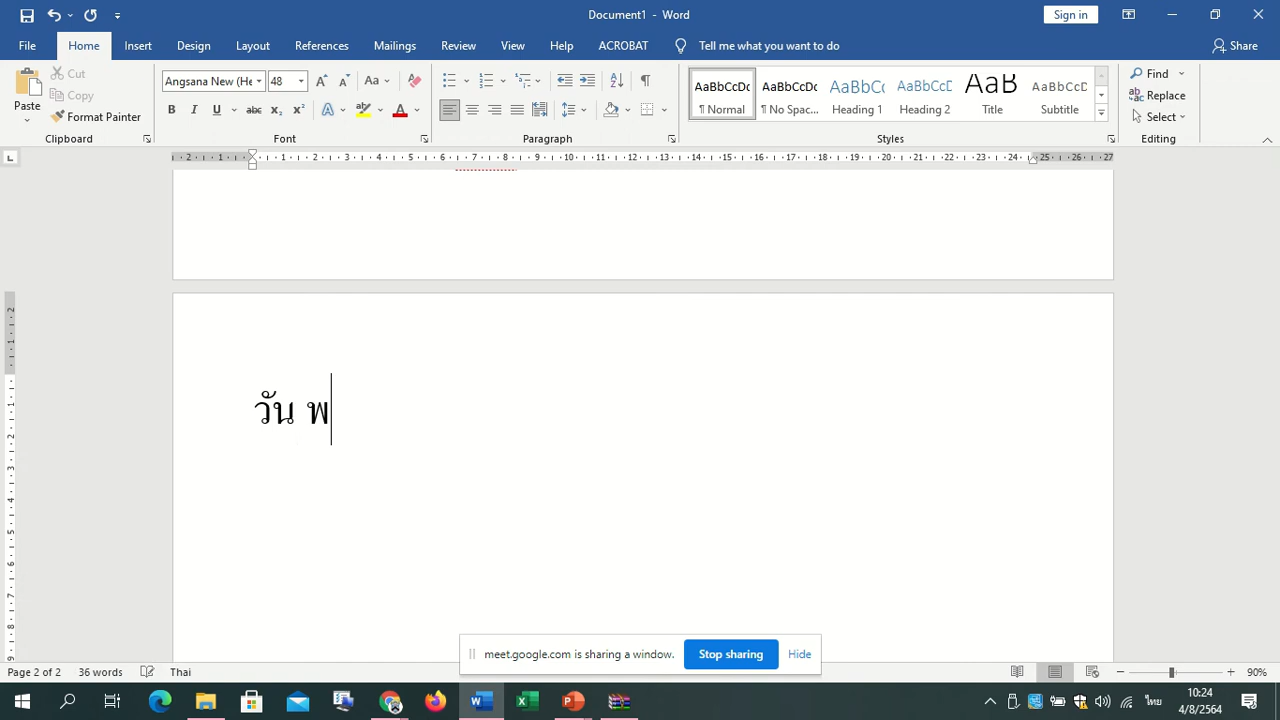 Document1 - Word
Sign in
File Home Insert Design Layout References Mailings Review View Help ACROBAT Tell me what you want to do Share
Paste
Cut
Copy
Format Painter
Clipboard
Angsana New (He 48
Font
Paragraph
AaBbCcDc ¶ Normal
AaBbCcDc ¶ No Spac...
AaBbCc Heading 1
AaBbCcD Heading 2
AaB Title
AaBbCcD Subtitle
Styles
Find
Replace
Select
Editing
วัน พ
meet.google.com is sharing a window. Stop sharing Hide
Page 2 of 2 36 words Thai 90%
ไทย
10:24
4/8/2564